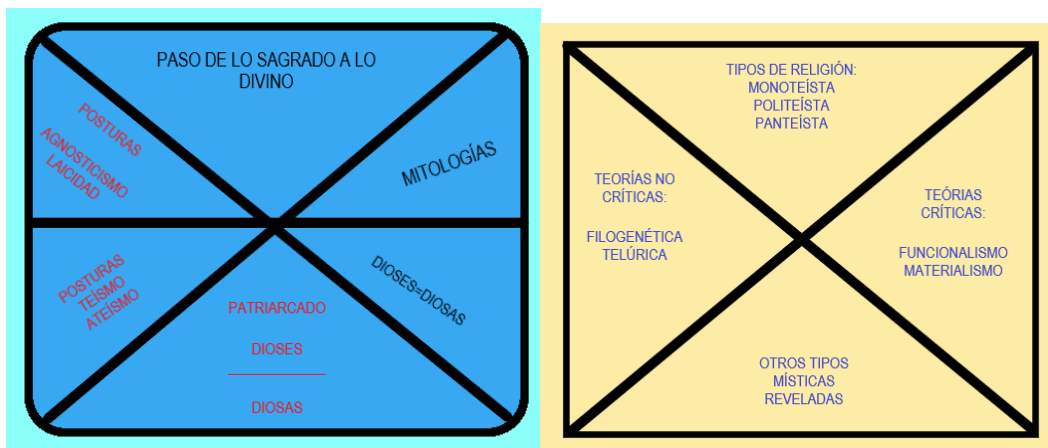 PASO DE LO SAGRADO A LO
DIVINO
POSTURAS
AGNOSTICISMO
LAICIDAD
MITOLOGÍAS
POSTURAS
TEÍSMO
ATEÍSMO
PATRIARCADO
DIOSES
DIOSAS
DIOSES=DIOSAS
TIPOS DE RELIGIÓN:
MONOTEÍSTA
POLITEÍSTA
PANTEÍSTA
TEORÍAS NO
CRÍTICAS:
FILOGENÉTICA
TELÚRICA
TEÓRIAS
CRÍTICAS:
FUNCIONALISMO
MATERIALISMO
OTROS TIPOS
MÍSTICAS
REVELADAS